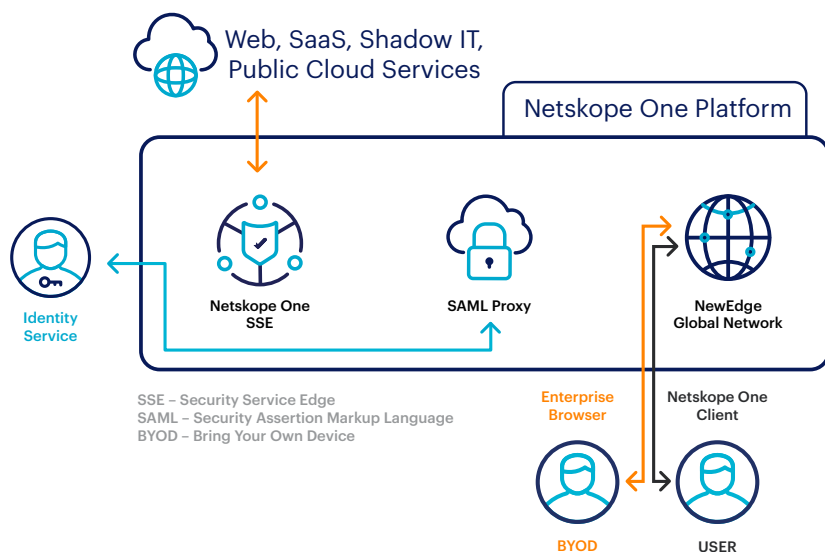 Web, SaaS, Shadow IT,
Public Cloud Services
Netskope One Platform
Identity
Service
Netskope One
SSE
SAML Proxy
NewEdge
Global Network
SSE – Security Service Edge
SAML – Security Assertion Markup Language
BYOD – Bring Your Own Device
Enterprise
Browser
Netskope One
Client
BYOD
USER